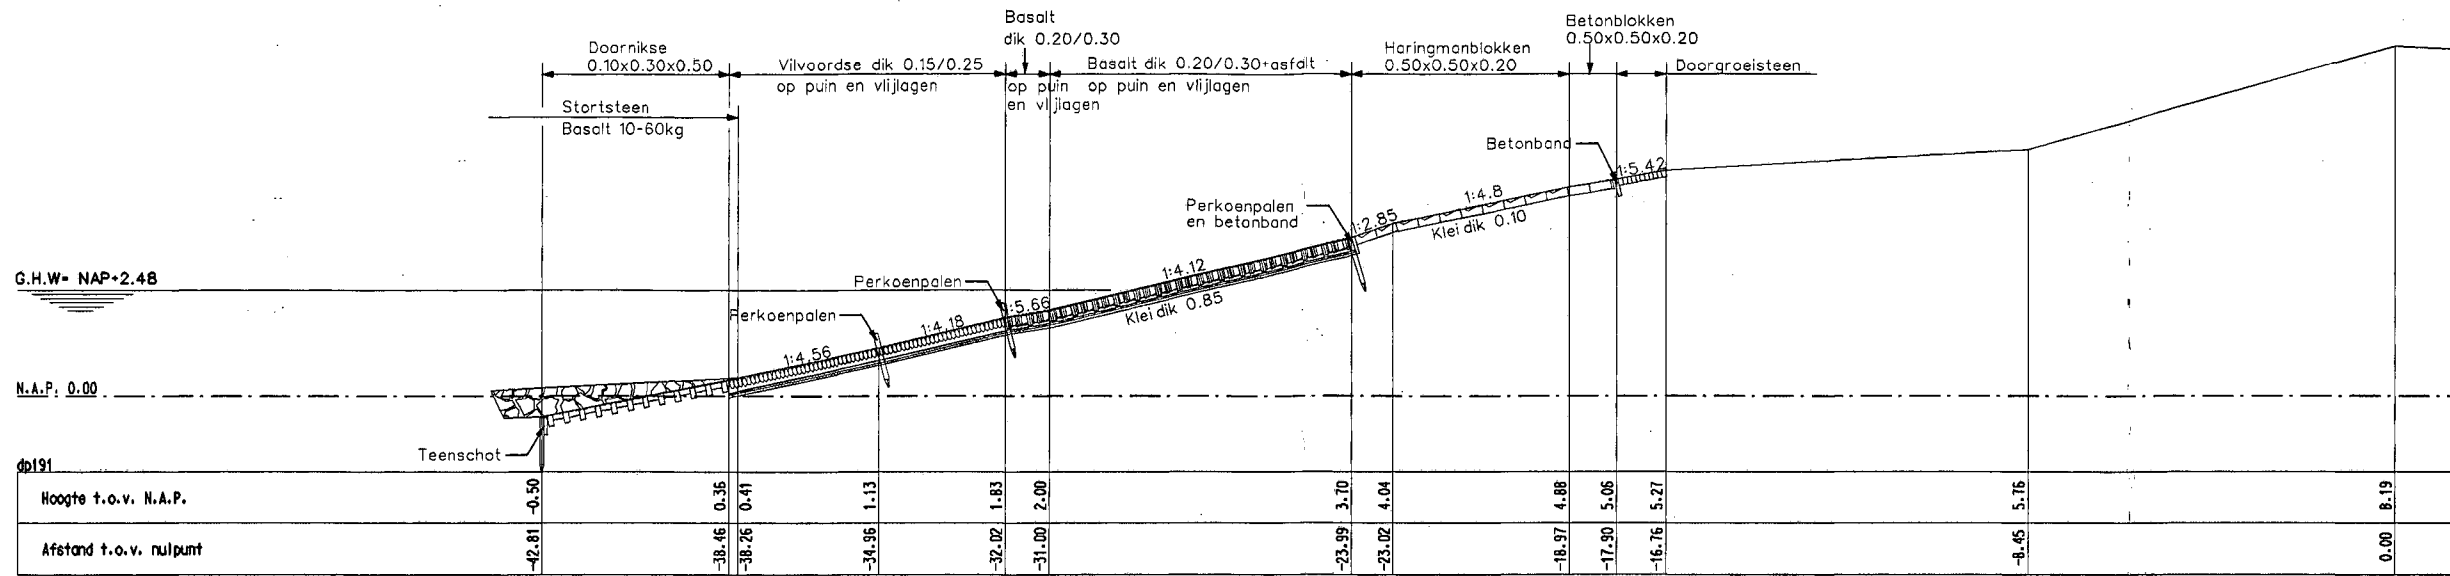 Basalt
dik 0.20/0.30
Betonblokken
0.50x0.50x0.20
Doornikse
0.10x0.30x0.50
Vilvoordse dik 0.15/0.25
op puin en vlijlagen
op puin
en vlijlagen
Basalt dik 0.20/0.30+asfalt
op puin en vlijlagen
Haringmanblokken
0.50x0.50x0.20
Doorgroeisteen
Stortsteen
Basalt 10-60kg
Betonband
1:5.42
1:4.8
Perkoenpalen
en betonband
1:2.85
Klei dik 0.10
G.H.W= NAP+2.48
Perkoenpalen
1:4.12
1:5.66
Klei dik 0.85
Perkoenpalen
1:4.18
1:4.56
N.A.P. 0.00
Teenschot
dp191
Hoogte t.o.v. N.A.P. -0.50 0.36 0.41 1.13 1.83 2.00 3.70 4.04 4.88 5.06 5.27 5.76 8.19
Afstand t.o.v. nulpunt -42.81 -38.46 -38.26 -34.96 -32.02 -31.00 -23.99 -23.02 -18.97 -17.90 -16.76 -8.45 0.00